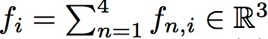 $f_i = \sum_{n=1}^{4} f_{n,i} \in \mathbb{R}^3$